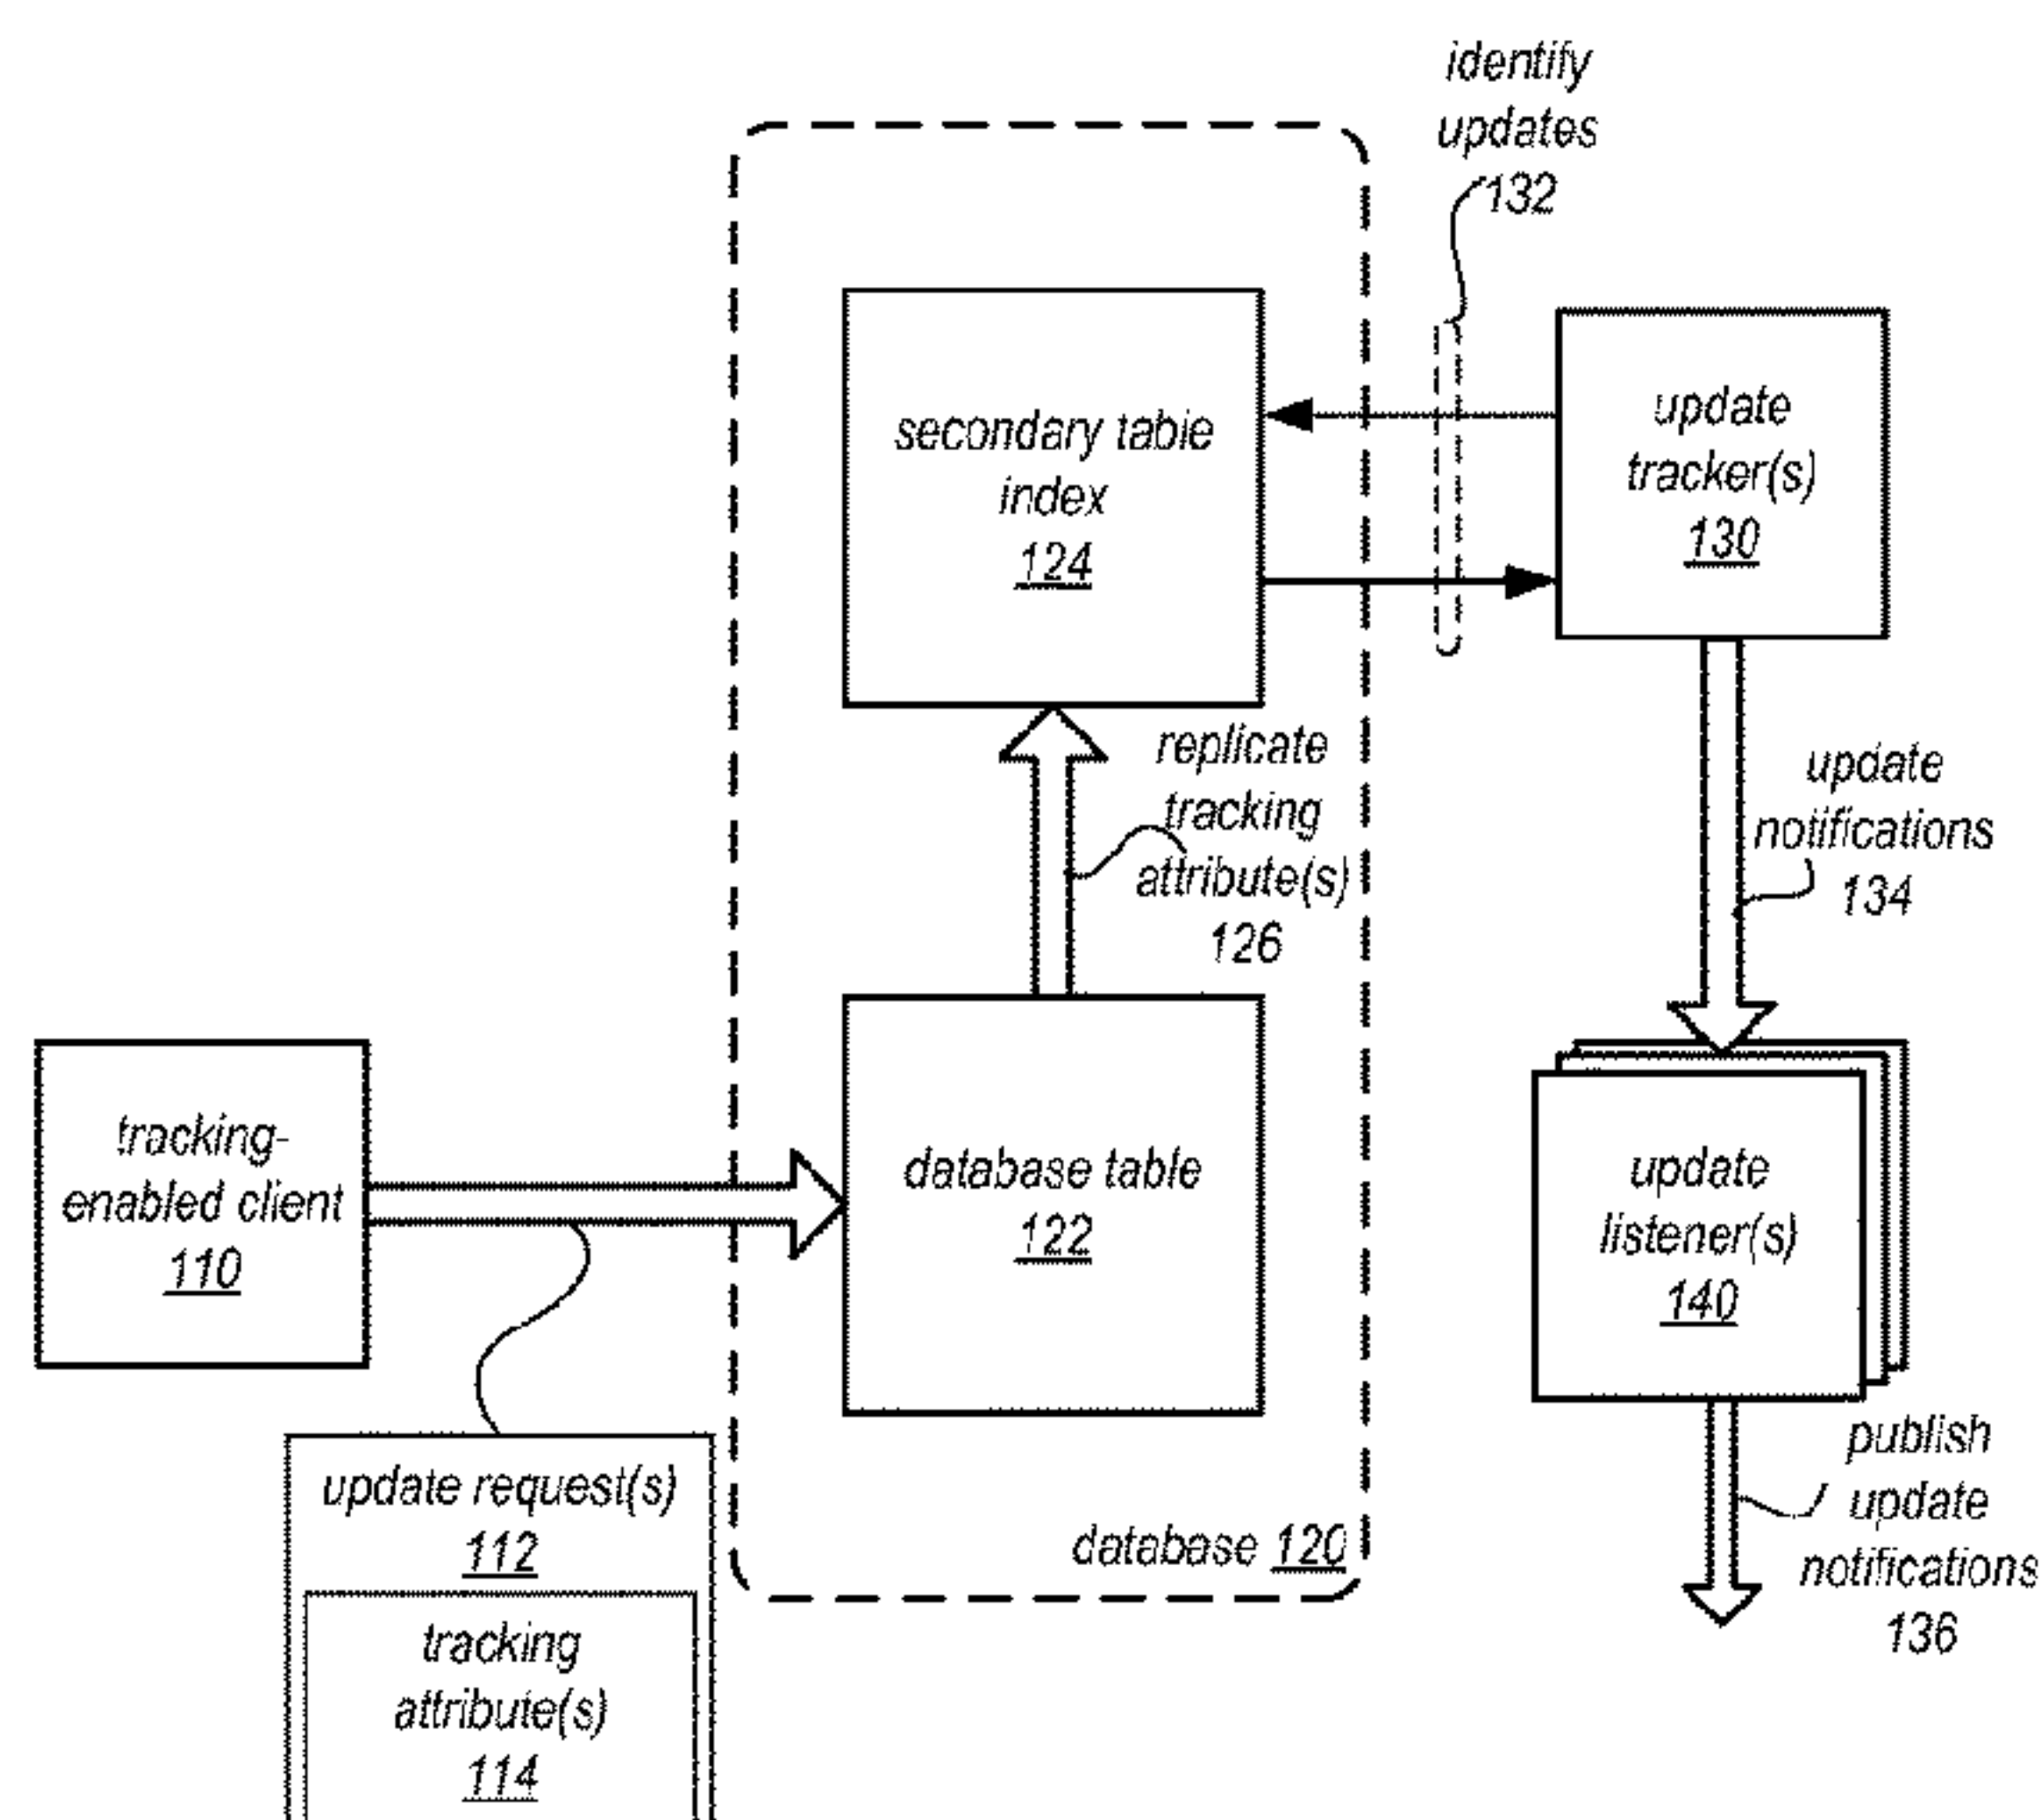 identify
updates
132
secondary table
index
124
update
tracker(s)
130
replicate
tracking
attribute(s)
126
update
notifications
134
tracking-
enabled client
110
database table
122
update
listener(s)
140
update request(s)
112
tracking
attribute(s)
114
database 120
publish
update
notifications
136